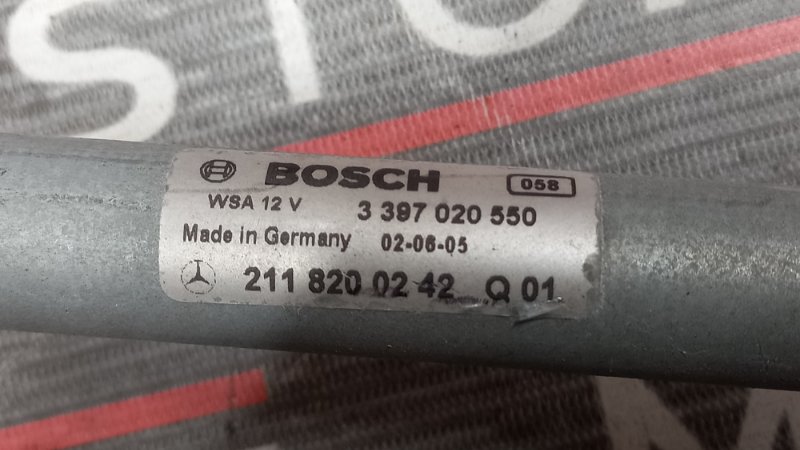 STO
BOSCH 058
WSA 12 V 3 397 020 550
Made in Germany 02-06-05
211 820 02 42 Q 01